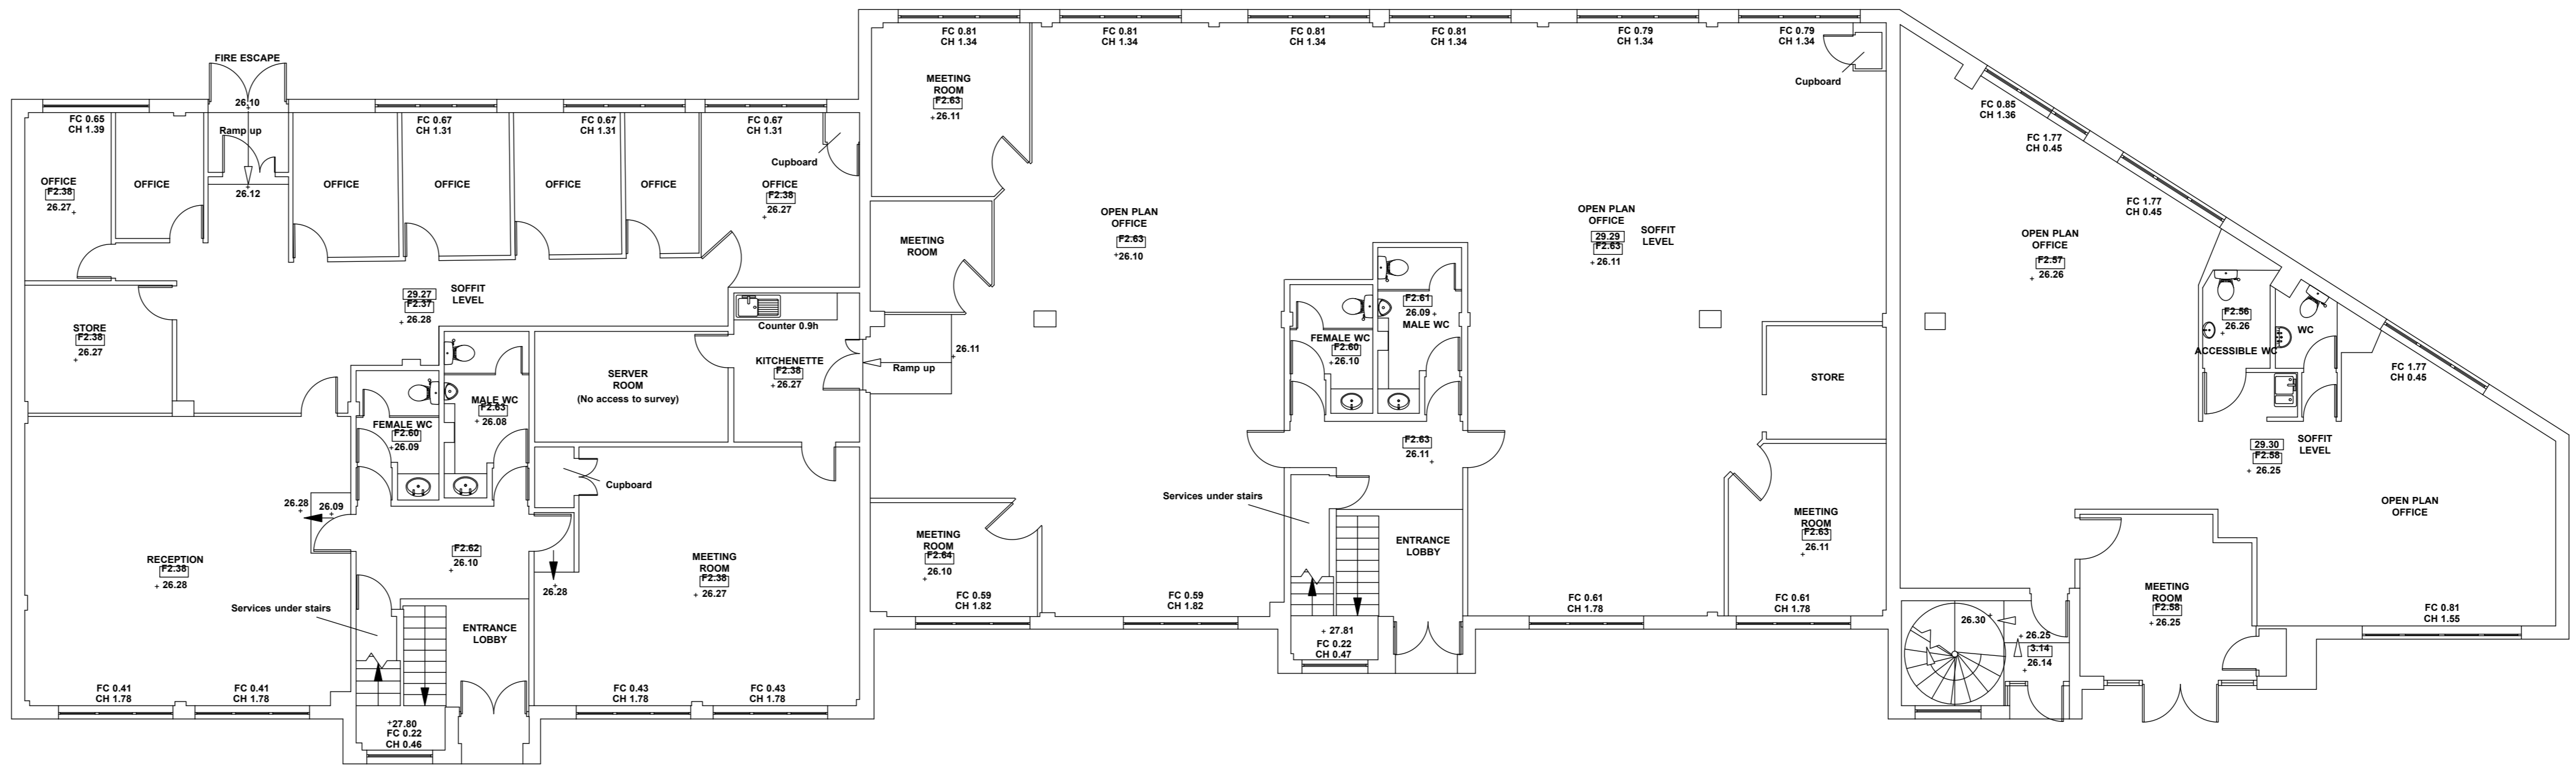 FIRE ESCAPE
26.10
Ramp up
26.12
FC 0.65
CH 1.39
OFFICE
F2.38
26.27
OFFICE
OFFICE
FC 0.67
CH 1.31
OFFICE
FC 0.67
CH 1.31
OFFICE
OFFICE
FC 0.67
CH 1.31
Cupboard
OFFICE
F2.38
26.27
STORE
F2.38
26.27
29.27
F2.37
26.28
SOFFIT
LEVEL
Counter 0.9h
KITCHENETTE
F2.38
26.27
SERVER
ROOM
(No access to survey)
MALE WC
F2.63
26.08
FEMALE WC
F2.60
26.09
Cupboard
26.28
26.09
RECEPTION
F2.38
26.28
Services under stairs
F2.62
26.10
26.28
MEETING
ROOM
F2.38
26.27
ENTRANCE
LOBBY
FC 0.41
CH 1.78
FC 0.41
CH 1.78
27.80
FC 0.22
CH 0.46
FC 0.43
CH 1.78
FC 0.43
CH 1.78
FC 0.81
CH 1.34
FC 0.81
CH 1.34
FC 0.81
CH 1.34
FC 0.81
CH 1.34
FC 0.79
CH 1.34
FC 0.79
CH 1.34
Cupboard
MEETING
ROOM
F2.63
26.11
MEETING
ROOM
26.11
Ramp up
OPEN PLAN
OFFICE
F2.63
26.10
OPEN PLAN
OFFICE
29.29
F2.63
26.11
SOFFIT
LEVEL
F2.61
26.09
MALE WC
FEMALE WC
F2.60
26.10
F2.63
26.11
STORE
Services under stairs
MEETING
ROOM
F2.64
26.10
ENTRANCE
LOBBY
MEETING
ROOM
F2.63
26.11
FC 0.59
CH 1.82
FC 0.59
CH 1.82
27.81
FC 0.22
CH 0.47
FC 0.61
CH 1.78
FC 0.61
CH 1.78
FC 0.85
CH 1.36
FC 1.77
CH 0.45
FC 1.77
CH 0.45
OPEN PLAN
OFFICE
F2.57
26.26
F2.56
26.26
ACCESSIBLE WC
WC
FC 1.77
CH 0.45
29.30
F2.58
26.25
SOFFIT
LEVEL
OPEN PLAN
OFFICE
MEETING
ROOM
F2.58
26.25
26.30
26.25
3.14
26.14
FC 0.81
CH 1.55